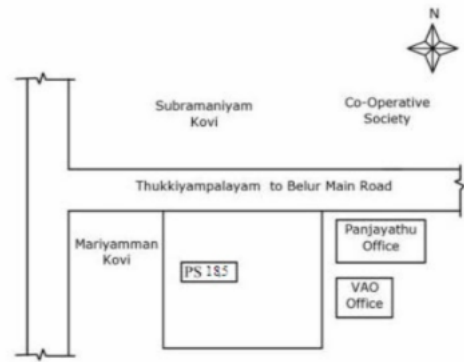 N
Subramaniyam
Kovi
Co-Operative
Society
Thukkiyampalayam to Belur Main Road
Mariyamman
Kovi
PS 185
Panjayathu
Office
VAO
Office